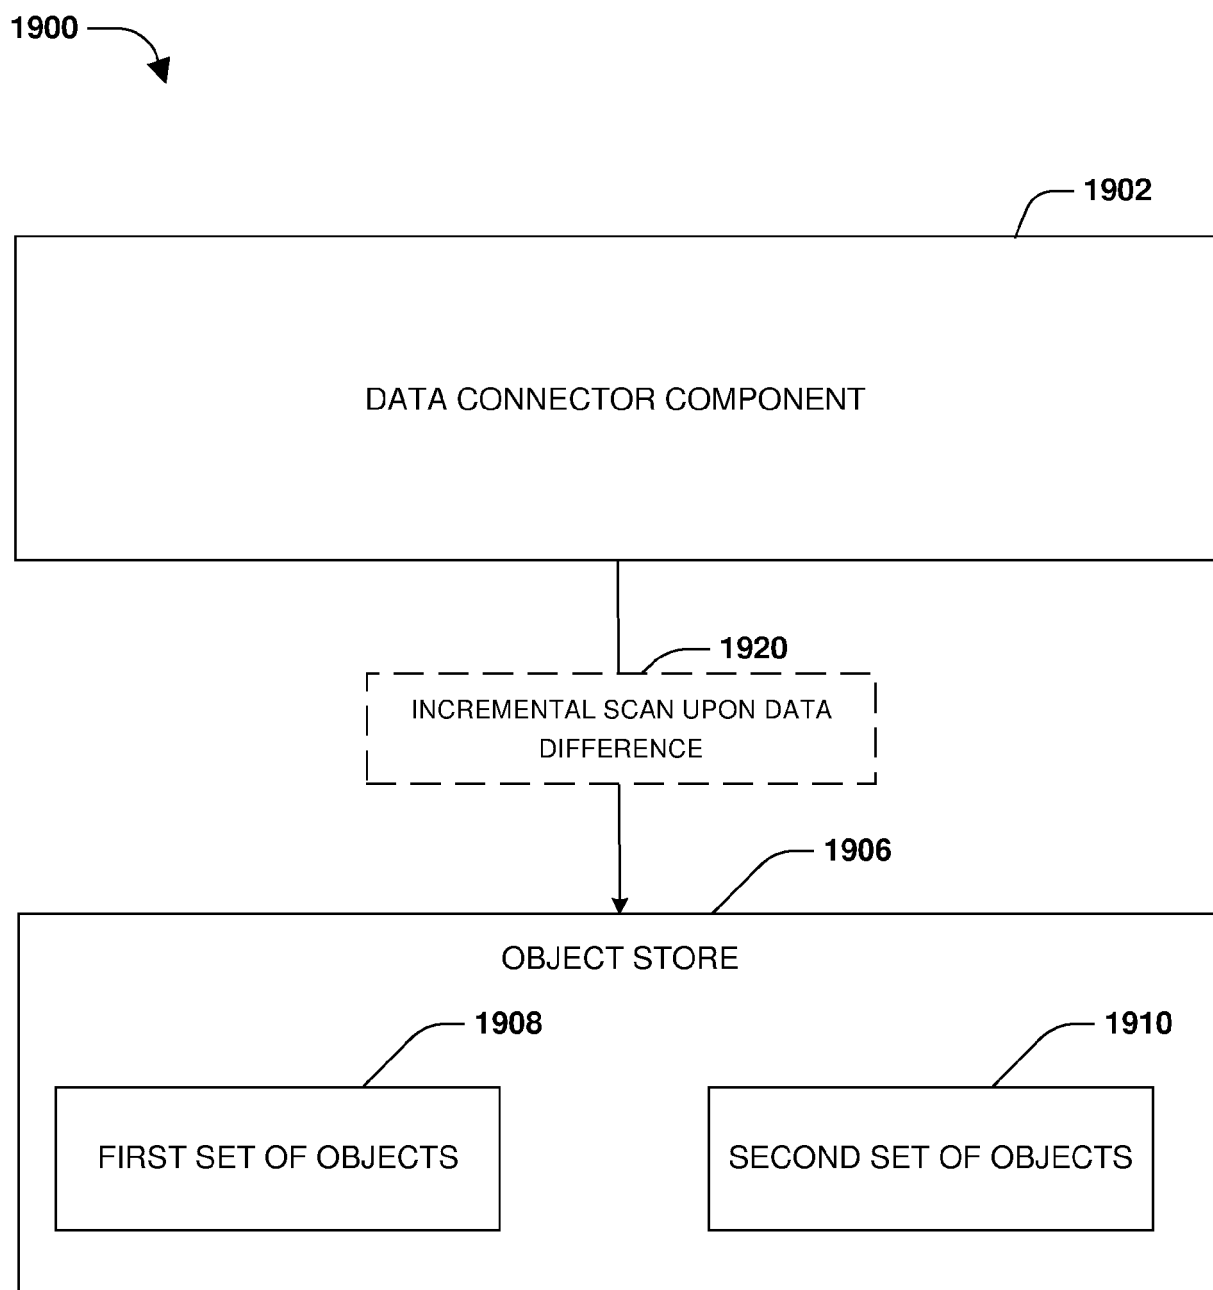 1900
1902
DATA CONNECTOR COMPONENT
1920
INCREMENTAL SCAN UPON DATA
DIFFERENCE
1906
OBJECT STORE
1908
1910
FIRST SET OF OBJECTS
SECOND SET OF OBJECTS